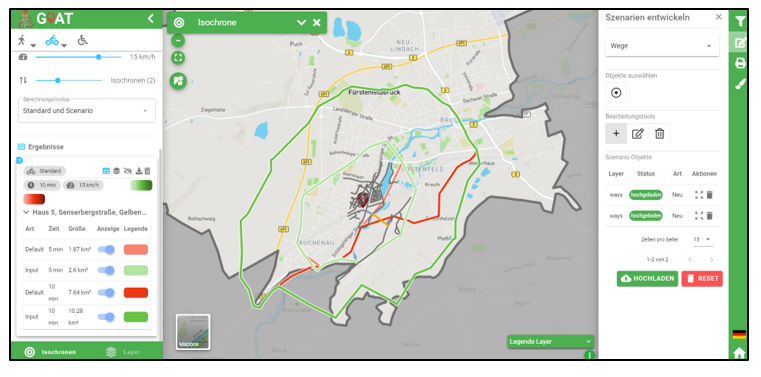 GOAT
15 km/h
Isochronen (2)
Berechnungsmodus
Standard und Scenario
Ergebnisse
Standard
10 min
15 km/h
Haus 5, Senserbergstraße, Gelben...
Art Zeit Größe Anzeige Legende
Default 5 min 1.87 km²
Input 5 min 2.6 km²
Default 10 min 7.64 km²
Input 10 min 10.28 km²
Isochronen
Layer
Isochrone
Puch
NEU-
LINDACH
Fürstenfeldbruck
Landsberger Straße
Ziegelhöhe
Rothschwaig
BUCHENAU
Kreuth
Mapbox
Legende Layer
Szenarien entwickeln
Wege
Objekte auswählen
Bearbeitungstools
Scenario Objekte
Layer Status Art Aktionen
ways hochgeladen Neu
ways hochgeladen Neu
Zeilen pro Seite: 15
1-2 von 2
HOCHLADEN
RESET